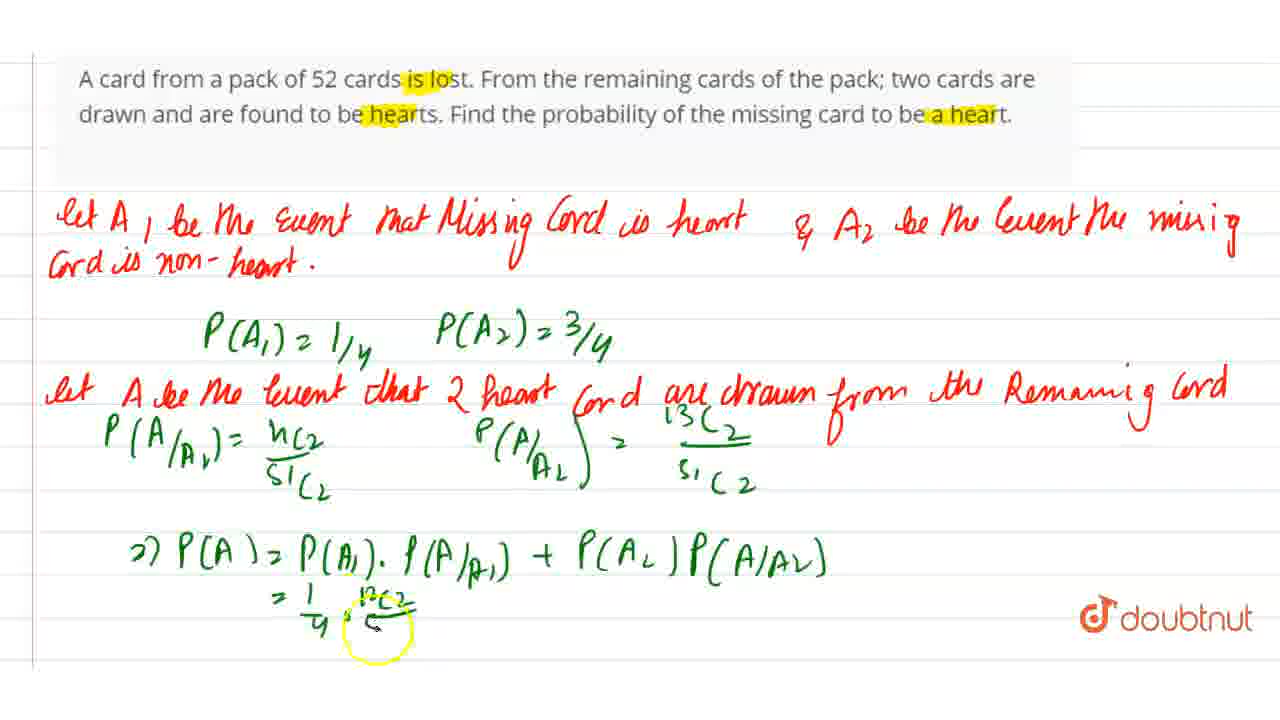 A card from a pack of 52 cards is lost. From the remaining cards of the pack; two cards are
drawn and are found to be hearts. Find the probability of the missing card to be a heart.
let A1 be the Event that Missing Card is heart & A2 be the Event the missig
Card is non-heart.
P(A1) = 1/4 P(A2) = 3/4
let A be the Event that 2 heart Card are drawn from the Remainig Card
P(A/A1) = 12C2/51C2 P(A/A2) = 13C2/51C2
=> P(A) = P(A1). P(A/A1) + P(A2) P(A/A2)
= 1/4 . 12C2/5
doubtnut